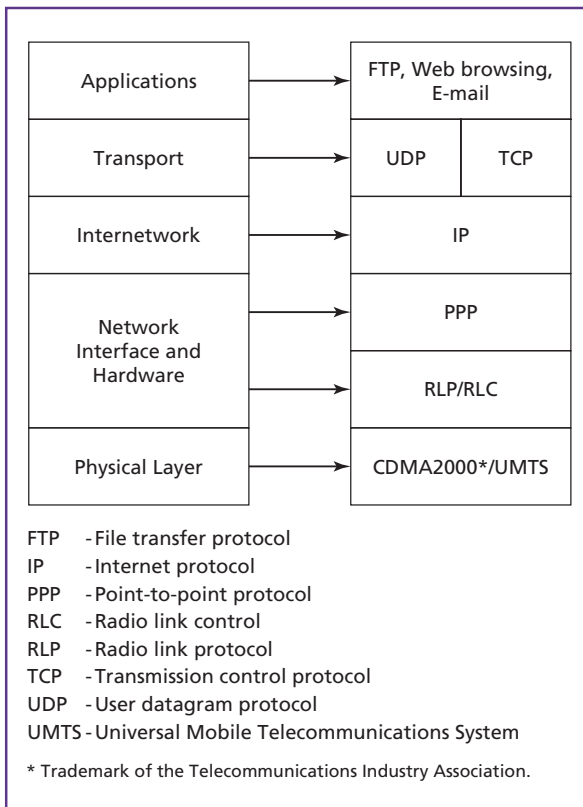 Applications
FTP, Web browsing,
E-mail
Transport
UDP
TCP
Internetwork
IP
Network
Interface and
Hardware
PPP
RLP/RLC
Physical Layer
CDMA2000*/UMTS
FTP - File transfer protocol
IP - Internet protocol
PPP - Point-to-point protocol
RLC - Radio link control
RLP - Radio link protocol
TCP - Transmission control protocol
UDP - User datagram protocol
UMTS - Universal Mobile Telecommunications System
* Trademark of the Telecommunications Industry Association.